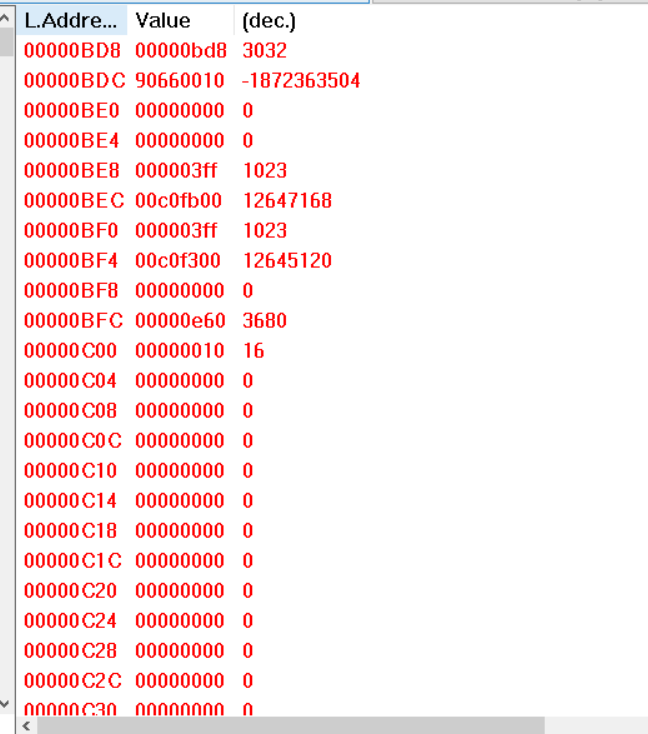 L.Addre... Value (dec.)
00000BD8 00000bd8 3032
00000BDC 90660010 -1872363504
00000BE0 00000000 0
00000BE4 00000000 0
00000BE8 000003ff 1023
00000BEC 00c0fb00 12647168
00000BF0 000003ff 1023
00000BF4 00c0f300 12645120
00000BF8 00000000 0
00000BFC 00000e60 3680
00000C00 00000010 16
00000C04 00000000 0
00000C08 00000000 0
00000C0C 00000000 0
00000C10 00000000 0
00000C14 00000000 0
00000C18 00000000 0
00000C1C 00000000 0
00000C20 00000000 0
00000C24 00000000 0
00000C28 00000000 0
00000C2C 00000000 0
00000C30 00000000 0